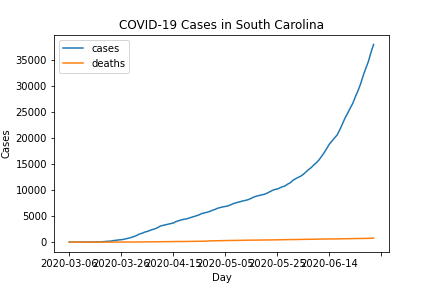 COVID-19 Cases in South Carolina
cases
deaths
35000
30000
25000
20000
15000
10000
5000
0
Cases
2020-03-06 2020-03-26 2020-04-15 2020-05-05 2020-05-25 2020-06-14
Day